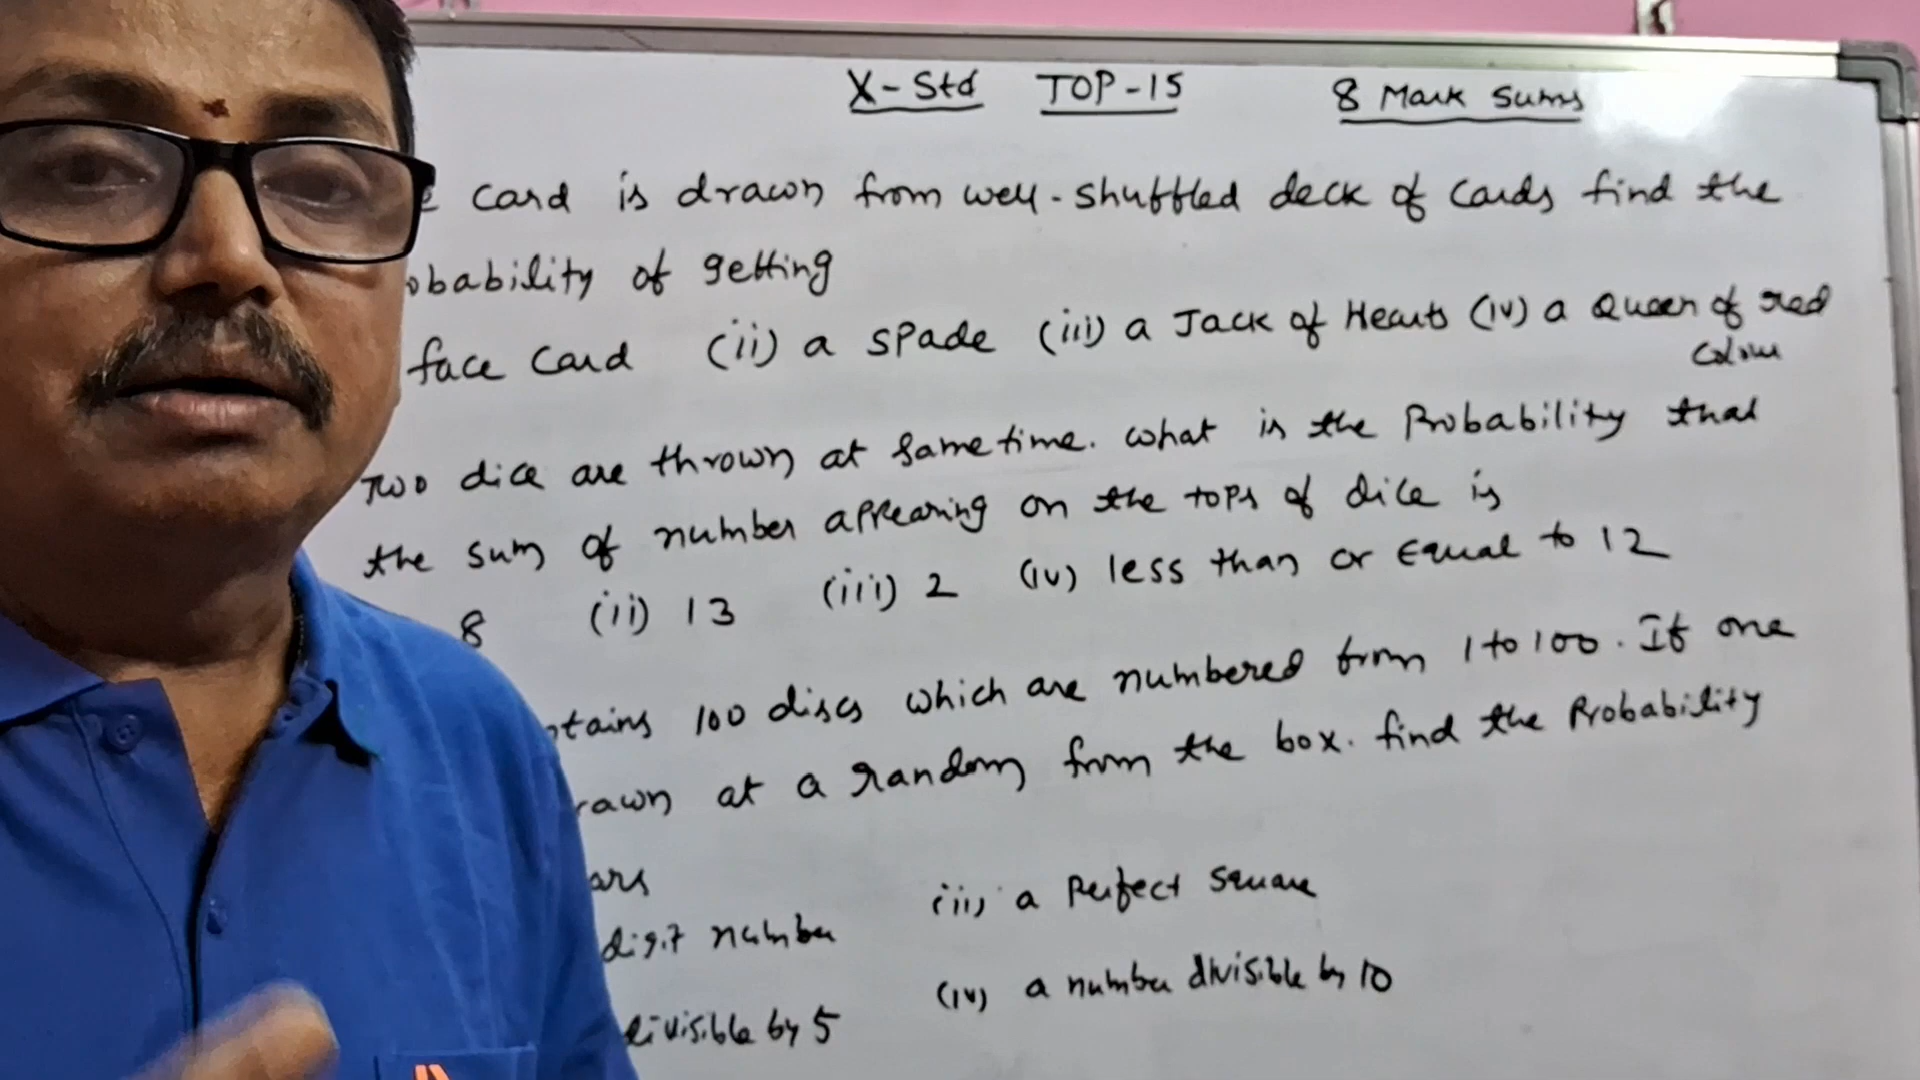 X-Std TOP-15 8 Mark Sums
card is drawn from well-shuffled deck of Cards find the
obability of getting
face Card (ii) a Spade (iii) a Jack of Hearts (iv) a Queen of red
Colour
Two dice are thrown at same time. What is the Probability that
the sum of number appearing on the tops of dice is
8 (ii) 13 (iii) 2 (iv) less than or Equal to 12
ntains 100 discs which are numbered from 1 to 100. If one
rawn at a random from the box. find the Probability
ars
digit number (iii) a Perfect Square
divisible by 5 (iv) a number divisible by 10